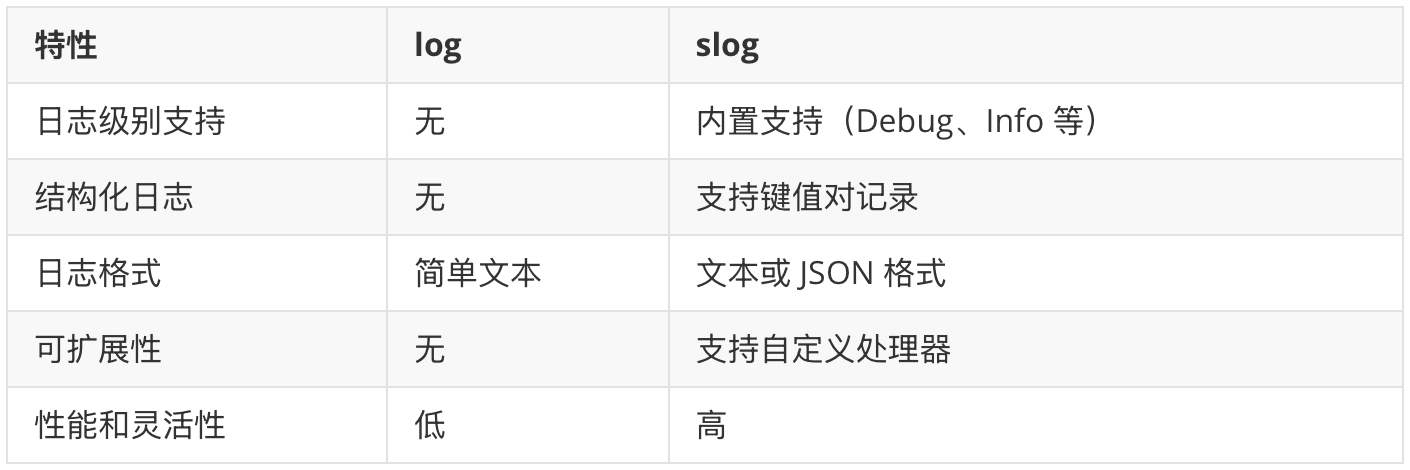 特性 log slog
日志级别支持 无 内置支持（Debug、Info 等）
结构化日志 无 支持键值对记录
日志格式 简单文本 文本或 JSON 格式
可扩展性 无 支持自定义处理器
性能和灵活性 低 高